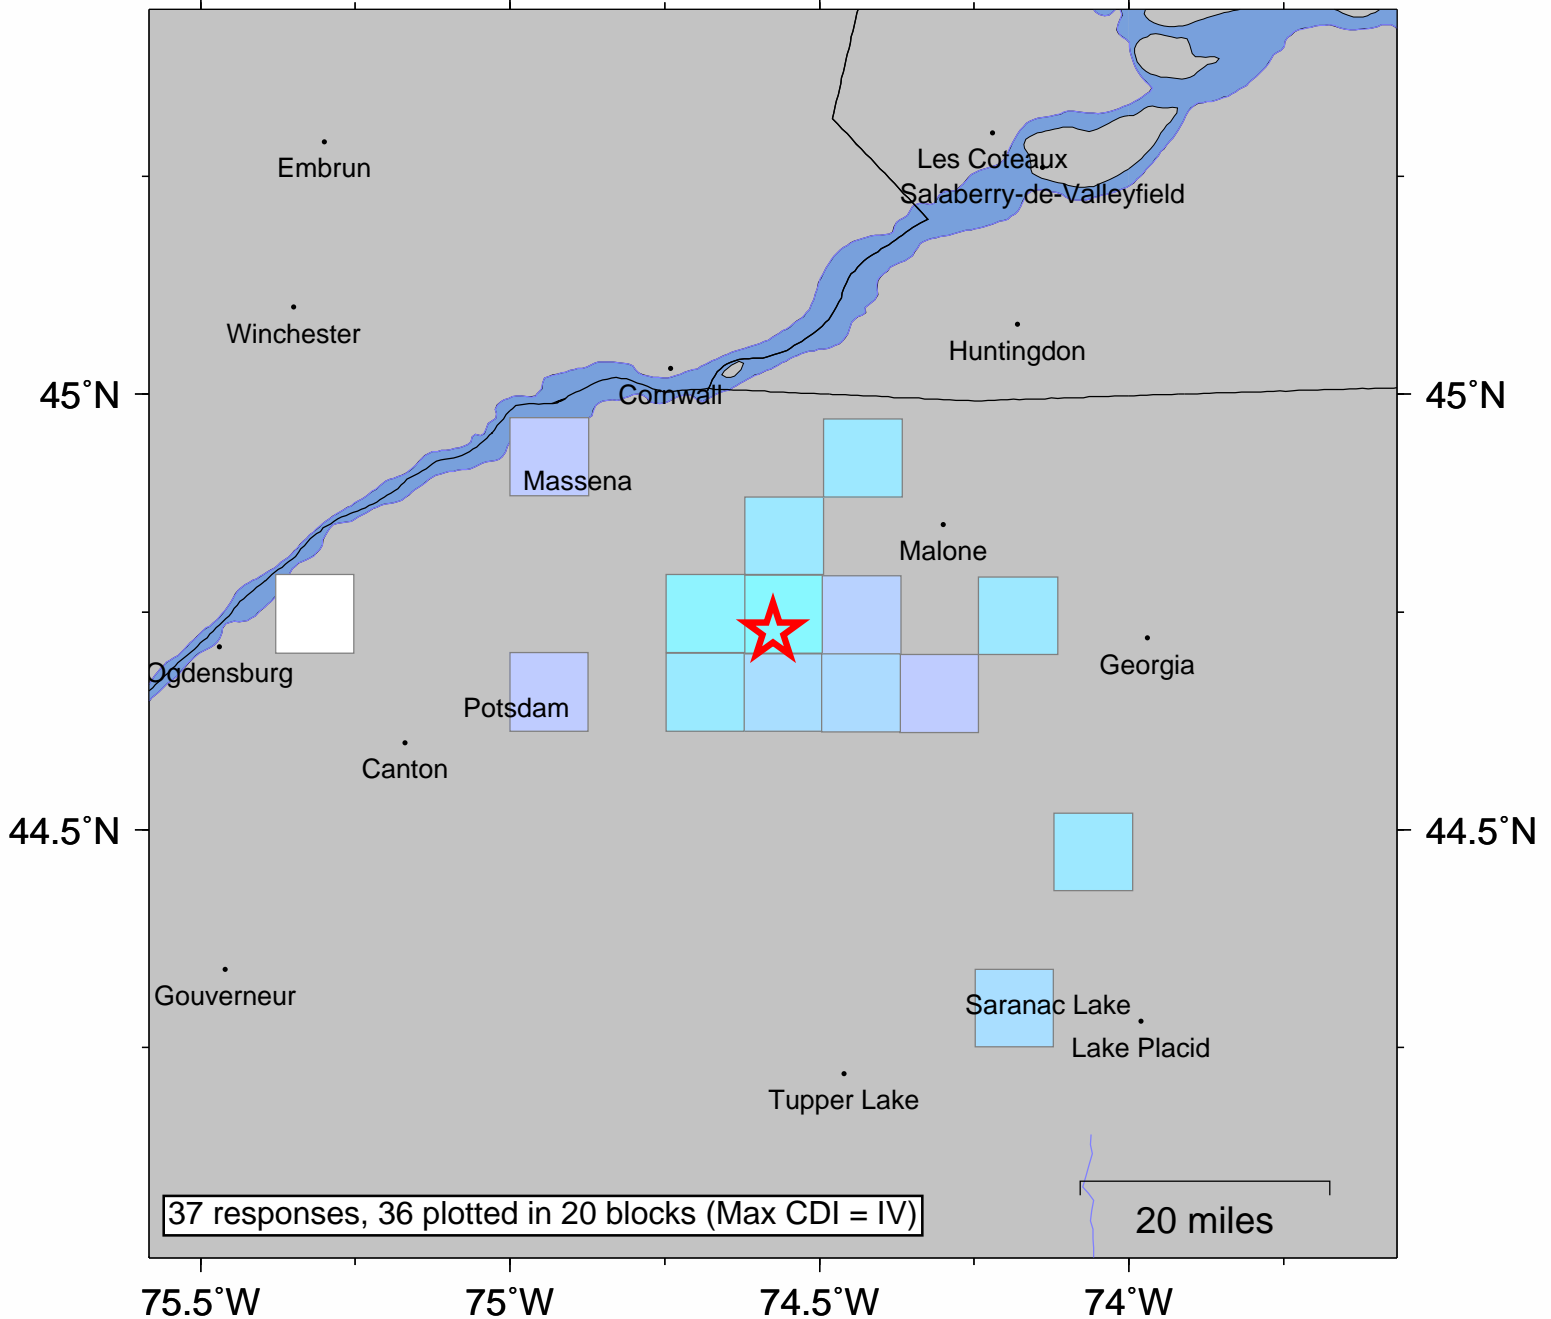 Les Coteaux
Embrun
Salaberry-de-Valleyfield
Winchester
Huntingdon
45°N
Cornwall
45°N
Massena
Malone
Georgia
Ogdensburg
Potsdam
Canton
44.5°N
44.5°N
Gouverneur
Saranac Lake
Lake Placid
Tupper Lake
37 responses, 36 plotted in 20 blocks (Max CDI = IV)
20 miles
75.5°W
75°W
74.5°W
74°W